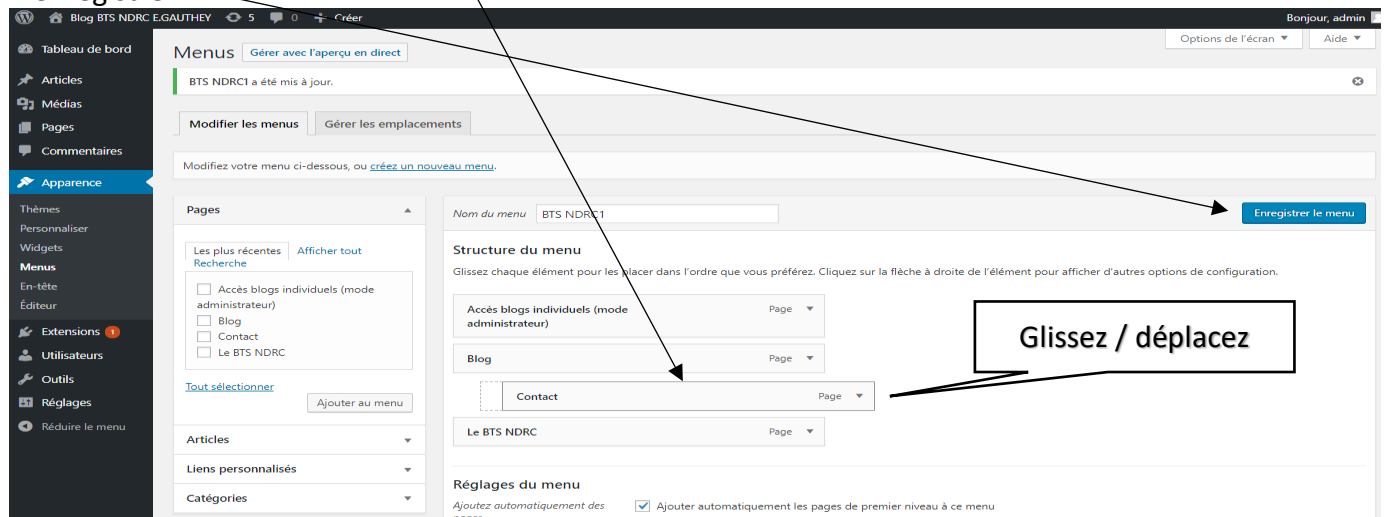 Blog BTS NDRC E.GAUTHEY 5 0 + Créer
Bonjour, admin
Tableau de bord
Articles
Médias
Pages
Commentaires
Apparence
Thèmes
Personnaliser
Widgets
Menus
En-tête
Éditeur
Extensions 1
Utilisateurs
Outils
Réglages
Réduire le menu
Options de l'écran
Aide
Menus Gérer avec l'aperçu en direct
BTS NDRC1 a été mis à jour.
Modifier les menus Gérer les emplacements
Modifiez votre menu ci-dessous, ou créez un nouveau menu.
Pages
Les plus récentes Afficher tout
Recherche
Accès blogs individuels (mode
administrateur)
Blog
Contact
Le BTS NDRC
Tout sélectionner
Ajouter au menu
Articles
Liens personnalisés
Catégories
Nom du menu BTS NDRC1
Enregistrer le menu
Structure du menu
Glissez chaque élément pour les placer dans l'ordre que vous préférez. Cliquez sur la flèche à droite de l'élément pour afficher d'autres options de configuration.
Accès blogs individuels (mode
administrateur) Page
Blog Page
Contact Page
Le BTS NDRC Page
Glissez / déplacez
Réglages du menu
Ajoutez automatiquement des
Ajouter automatiquement les pages de premier niveau à ce menu